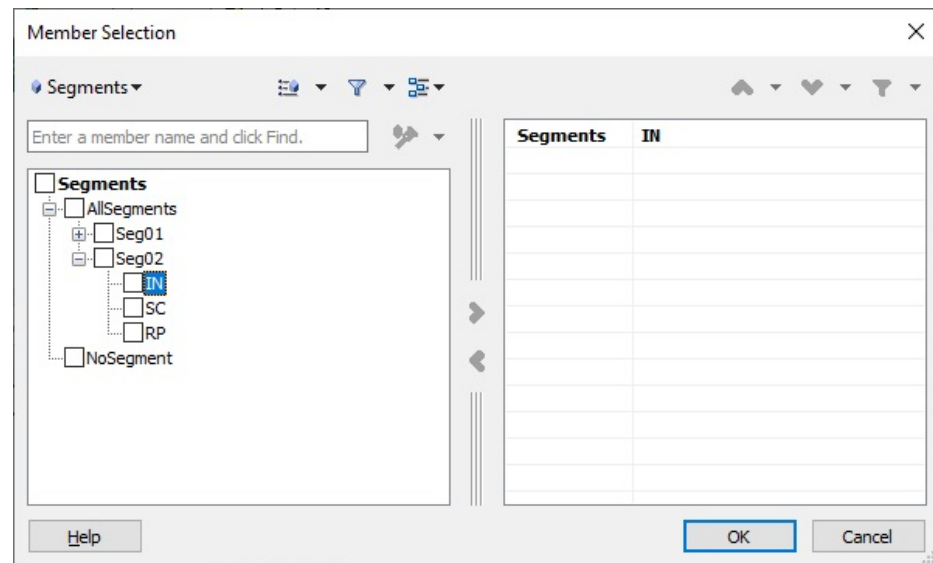 Member Selection
Segments
Enter a member name and click Find.
Segments
AllSegments
Seg01
Seg02
IN
SC
RP
NoSegment
Segments IN
Help
OK Cancel